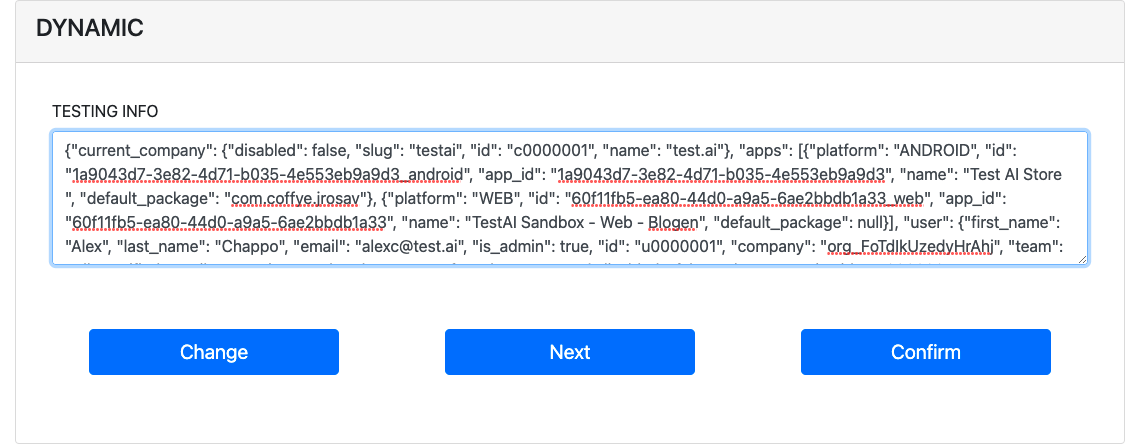 DYNAMIC
TESTING INFO
{"current_company": {"disabled": false, "slug": "testai", "id": "c0000001", "name": "test.ai"}, "apps": [{"platform": "ANDROID", "id":
"1a9043d7-3e82-4d71-b035-4e553eb9a9d3_android", "app_id": "1a9043d7-3e82-4d71-b035-4e553eb9a9d3", "name": "Test AI Store
", "default_package": "com.coffye.jrosav"}, {"platform": "WEB", "id": "60f11fb5-ea80-44d0-a9a5-6ae2bbdb1a33_web", "app_id":
"60f11fb5-ea80-44d0-a9a5-6ae2bbdb1a33", "name": "TestAI Sandbox - Web - Blogen", "default_package": null}], "user": {"first_name":
"Alex", "last_name": "Chappo", "email": "alexc@test.ai", "is_admin": true, "id": "u0000001", "company": "org_FoTdIkUzedyHrAhj", "team":
Change Next Confirm